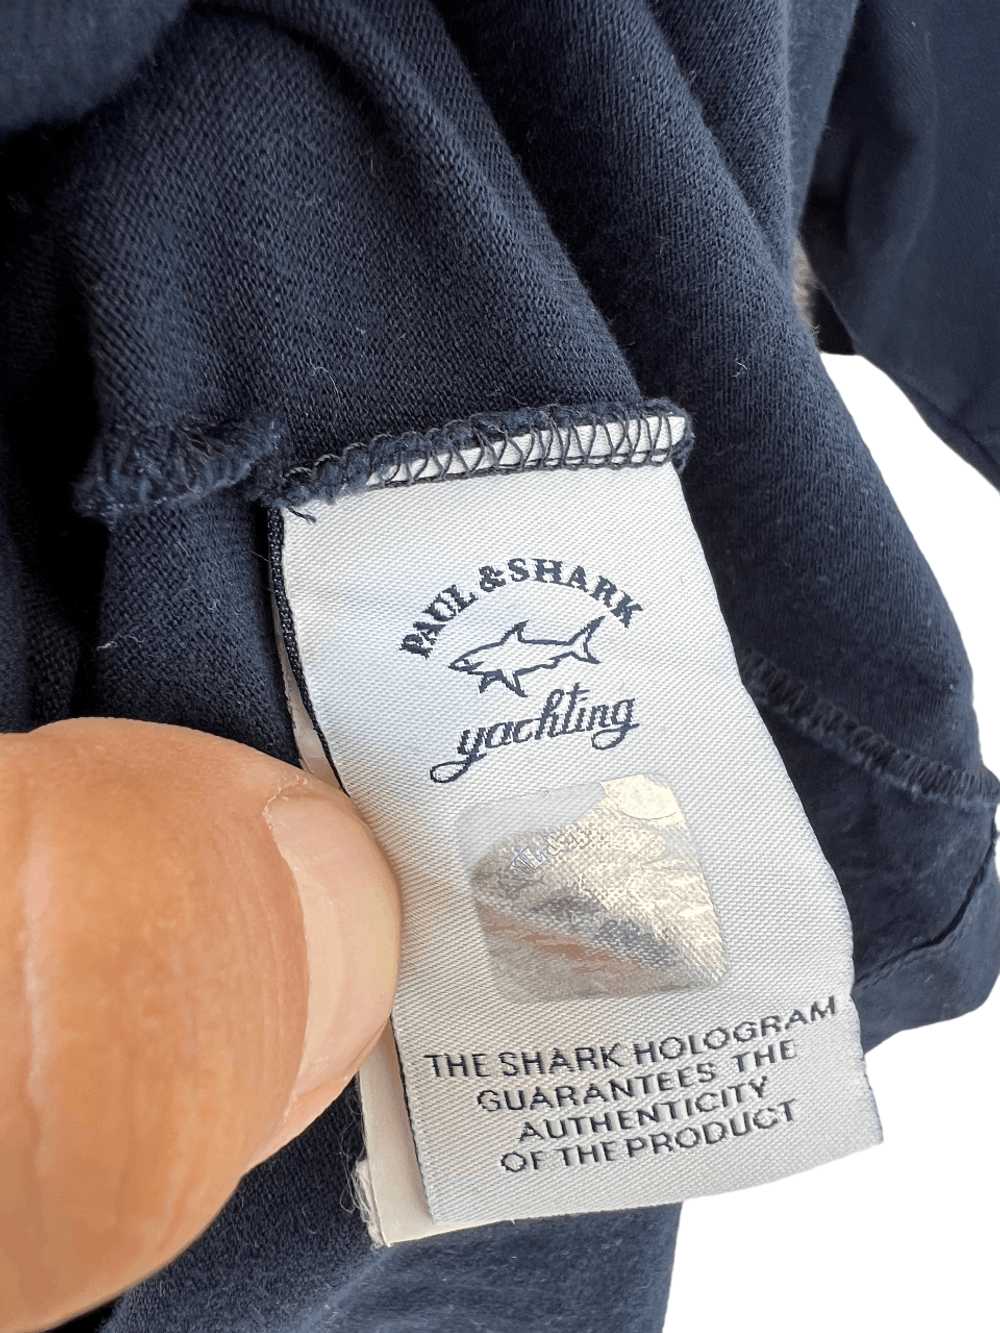 PAUL & SHARK
yachting
THE SHARK HOLOGRAM
GUARANTEES THE
AUTHENTICITY
OF THE PRODUCT